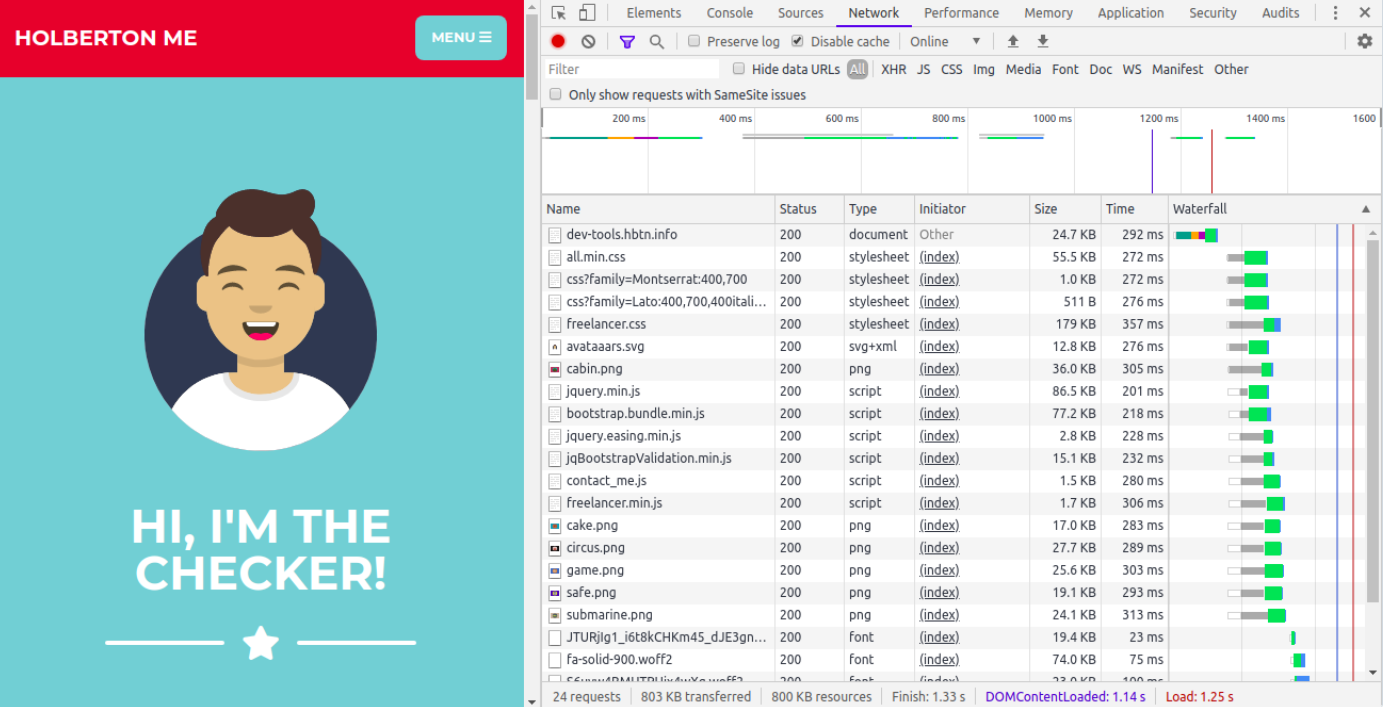 HOLBERTON ME
MENU ☰
HI, I'M THE
CHECKER!
Elements Console Sources Network Performance Memory Application Security Audits
Preserve log Disable cache Online
Filter Hide data URLs All XHR JS CSS Img Media Font Doc WS Manifest Other
Only show requests with SameSite issues
200 ms 400 ms 600 ms 800 ms 1000 ms 1200 ms 1400 ms 1600
Name Status Type Initiator Size Time Waterfall
dev-tools.hbtn.info 200 document Other 24.7 KB 292 ms
all.min.css 200 stylesheet (index) 55.5 KB 272 ms
css?family=Montserrat:400,700 200 stylesheet (index) 1.0 KB 272 ms
css?family=Lato:400,700,400itali... 200 stylesheet (index) 511 B 276 ms
freelancer.css 200 stylesheet (index) 179 KB 357 ms
avataaars.svg 200 svg+xml (index) 12.8 KB 276 ms
cabin.png 200 png (index) 36.0 KB 305 ms
jquery.min.js 200 script (index) 86.5 KB 201 ms
bootstrap.bundle.min.js 200 script (index) 77.2 KB 218 ms
jquery.easing.min.js 200 script (index) 2.8 KB 228 ms
jqBootstrapValidation.min.js 200 script (index) 15.1 KB 232 ms
contact_me.js 200 script (index) 1.5 KB 280 ms
freelancer.min.js 200 script (index) 1.7 KB 306 ms
cake.png 200 png (index) 17.0 KB 283 ms
circus.png 200 png (index) 27.7 KB 289 ms
game.png 200 png (index) 25.6 KB 303 ms
safe.png 200 png (index) 19.1 KB 293 ms
submarine.png 200 png (index) 24.1 KB 313 ms
JTURjIg1_i6t8kCHKm45_dJE3gn... 200 font (index) 19.4 KB 23 ms
fa-solid-900.woff2 200 font (index) 74.0 KB 75 ms
200 font (index) 23.0 KB 100 ms
24 requests 803 KB transferred 800 KB resources Finish: 1.33 s DOMContentLoaded: 1.14 s Load: 1.25 s